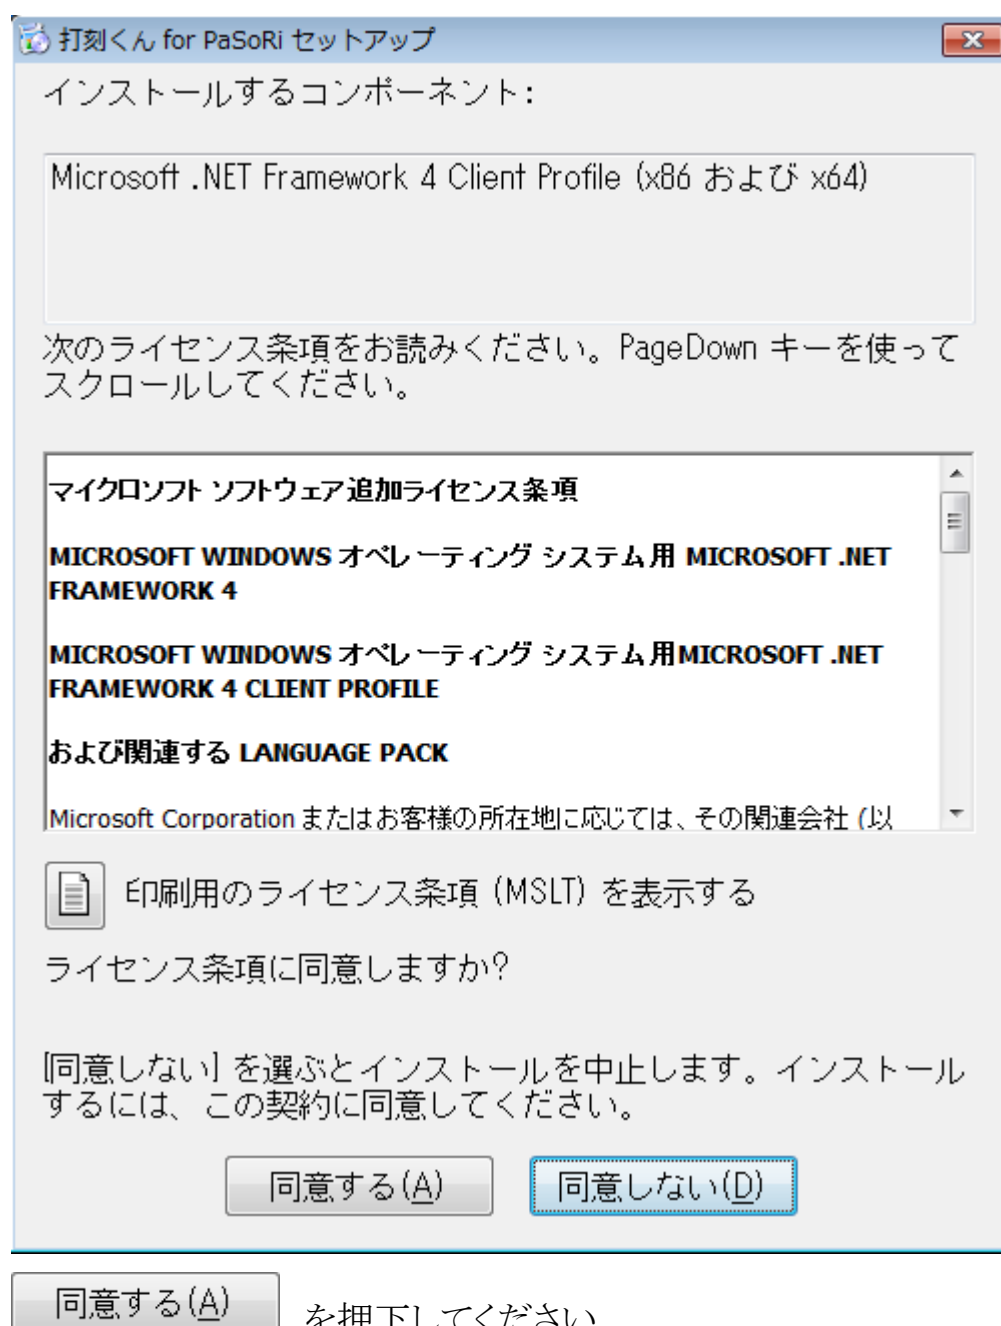 打刻くん for PaSoRi セットアップ
インストールするコンポーネント:
Microsoft .NET Framework 4 Client Profile (x86 および x64)
次のライセンス条項をお読みください。PageDown キーを使って
スクロールしてください。
マイクロソフト ソフトウェア追加ライセンス条項
MICROSOFT WINDOWS オペレーティング システム用 MICROSOFT .NET
FRAMEWORK 4
MICROSOFT WINDOWS オペレーティング システム用MICROSOFT .NET
FRAMEWORK 4 CLIENT PROFILE
および関連する LANGUAGE PACK
Microsoft Corporation またはお客様の所在地に応じては、その関連会社 (以
印刷用のライセンス条項 (MSLT) を表示する
ライセンス条項に同意しますか?
[同意しない] を選ぶとインストールを中止します。インストール
するには、この契約に同意してください。
同意する(A) 同意しない(D)
同意する(A) を押下してください